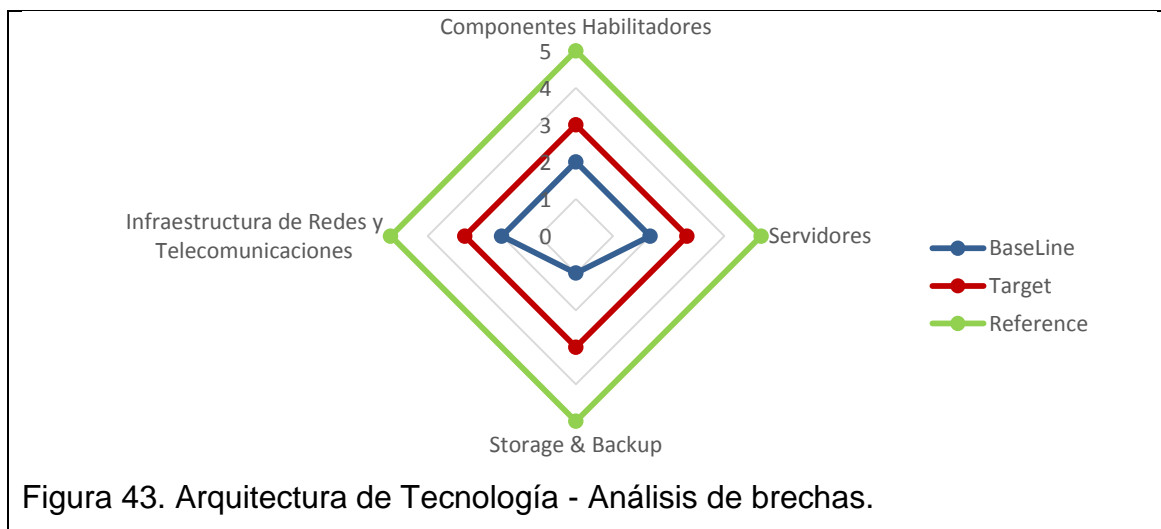 Componentes Habilitadores
5
4
3
2
1
0
Infraestructura de Redes y
Telecomunicaciones
Servidores
BaseLine
Target
Reference
Storage & Backup
Figura 43. Arquitectura de Tecnología - Análisis de brechas.